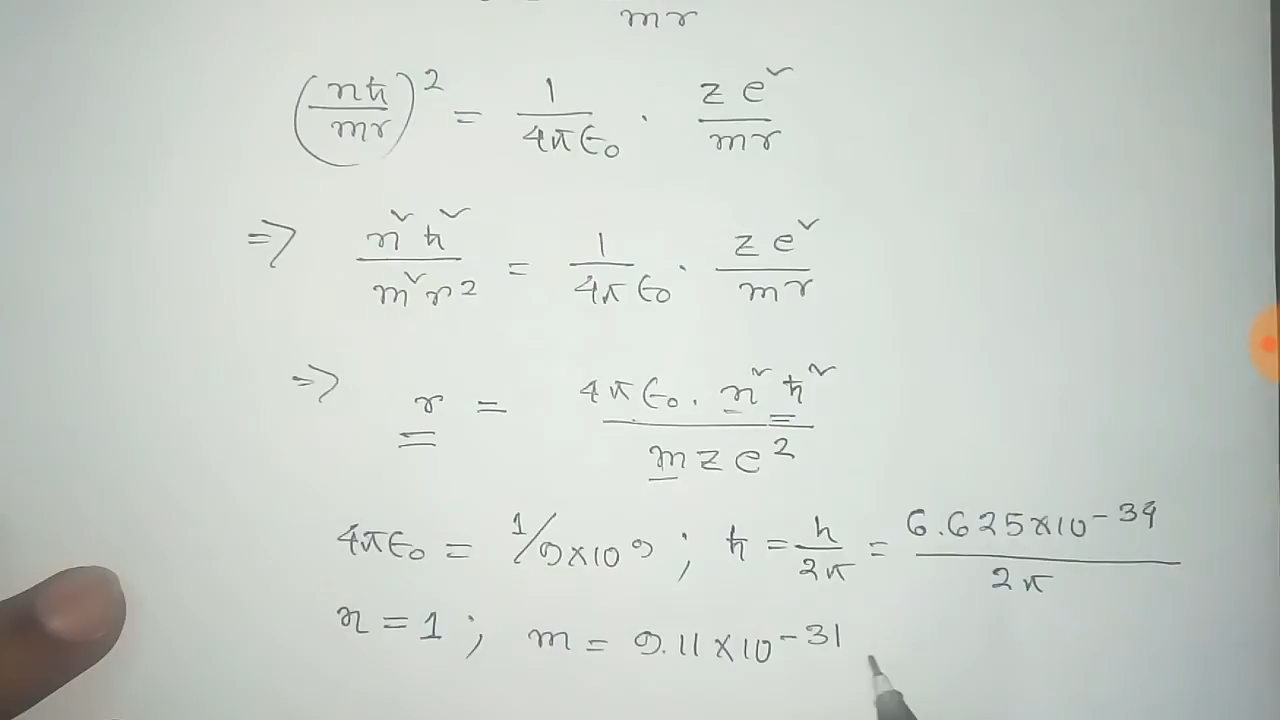 mr
(nħ/mr)² = 1/4πϵ₀ · ze²/mr
⇒ n²ħ²/m²r² = 1/4πϵ₀ · ze²/mr
⇒ r = 4πϵ₀ · n²ħ²/mze²
4πϵ₀ = 1/9×10⁹ ; ħ = h/2π = 6.625×10⁻³⁴/2π
n = 1 ; m = 9.11×10⁻³¹